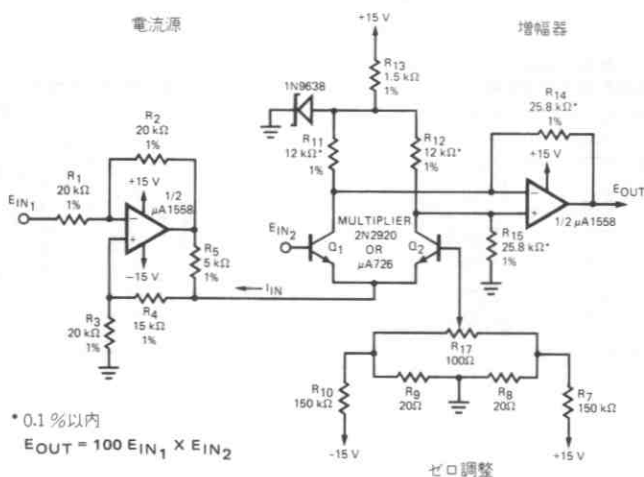 電流源
増幅器
+15 V
R13
1.5 kΩ
1%
1N9638
R14
25.8 kΩ*
1%
R2
20 kΩ
1%
R11
12 kΩ*
1%
R12
12 kΩ*
1%
+15 V
R1
20 kΩ
1%
+15 V
1/2
μA1558
EIN1
−
+
−15 V
−
+
EOUT
1/2 μA1558
EIN2
MULTIPLIER
2N2920
OR
μA726
Q1
Q2
R15
25.8 kΩ*
1%
R5
5 kΩ
1%
IIN
R4
15 kΩ
1%
R3
20 kΩ
1%
R17
100Ω
R10
150 kΩ
R9
20Ω
R8
20Ω
R7
150 kΩ
-15 V
+15 V
* 0.1 %以内
EOUT = 100 EIN1 X EIN2
ゼロ調整